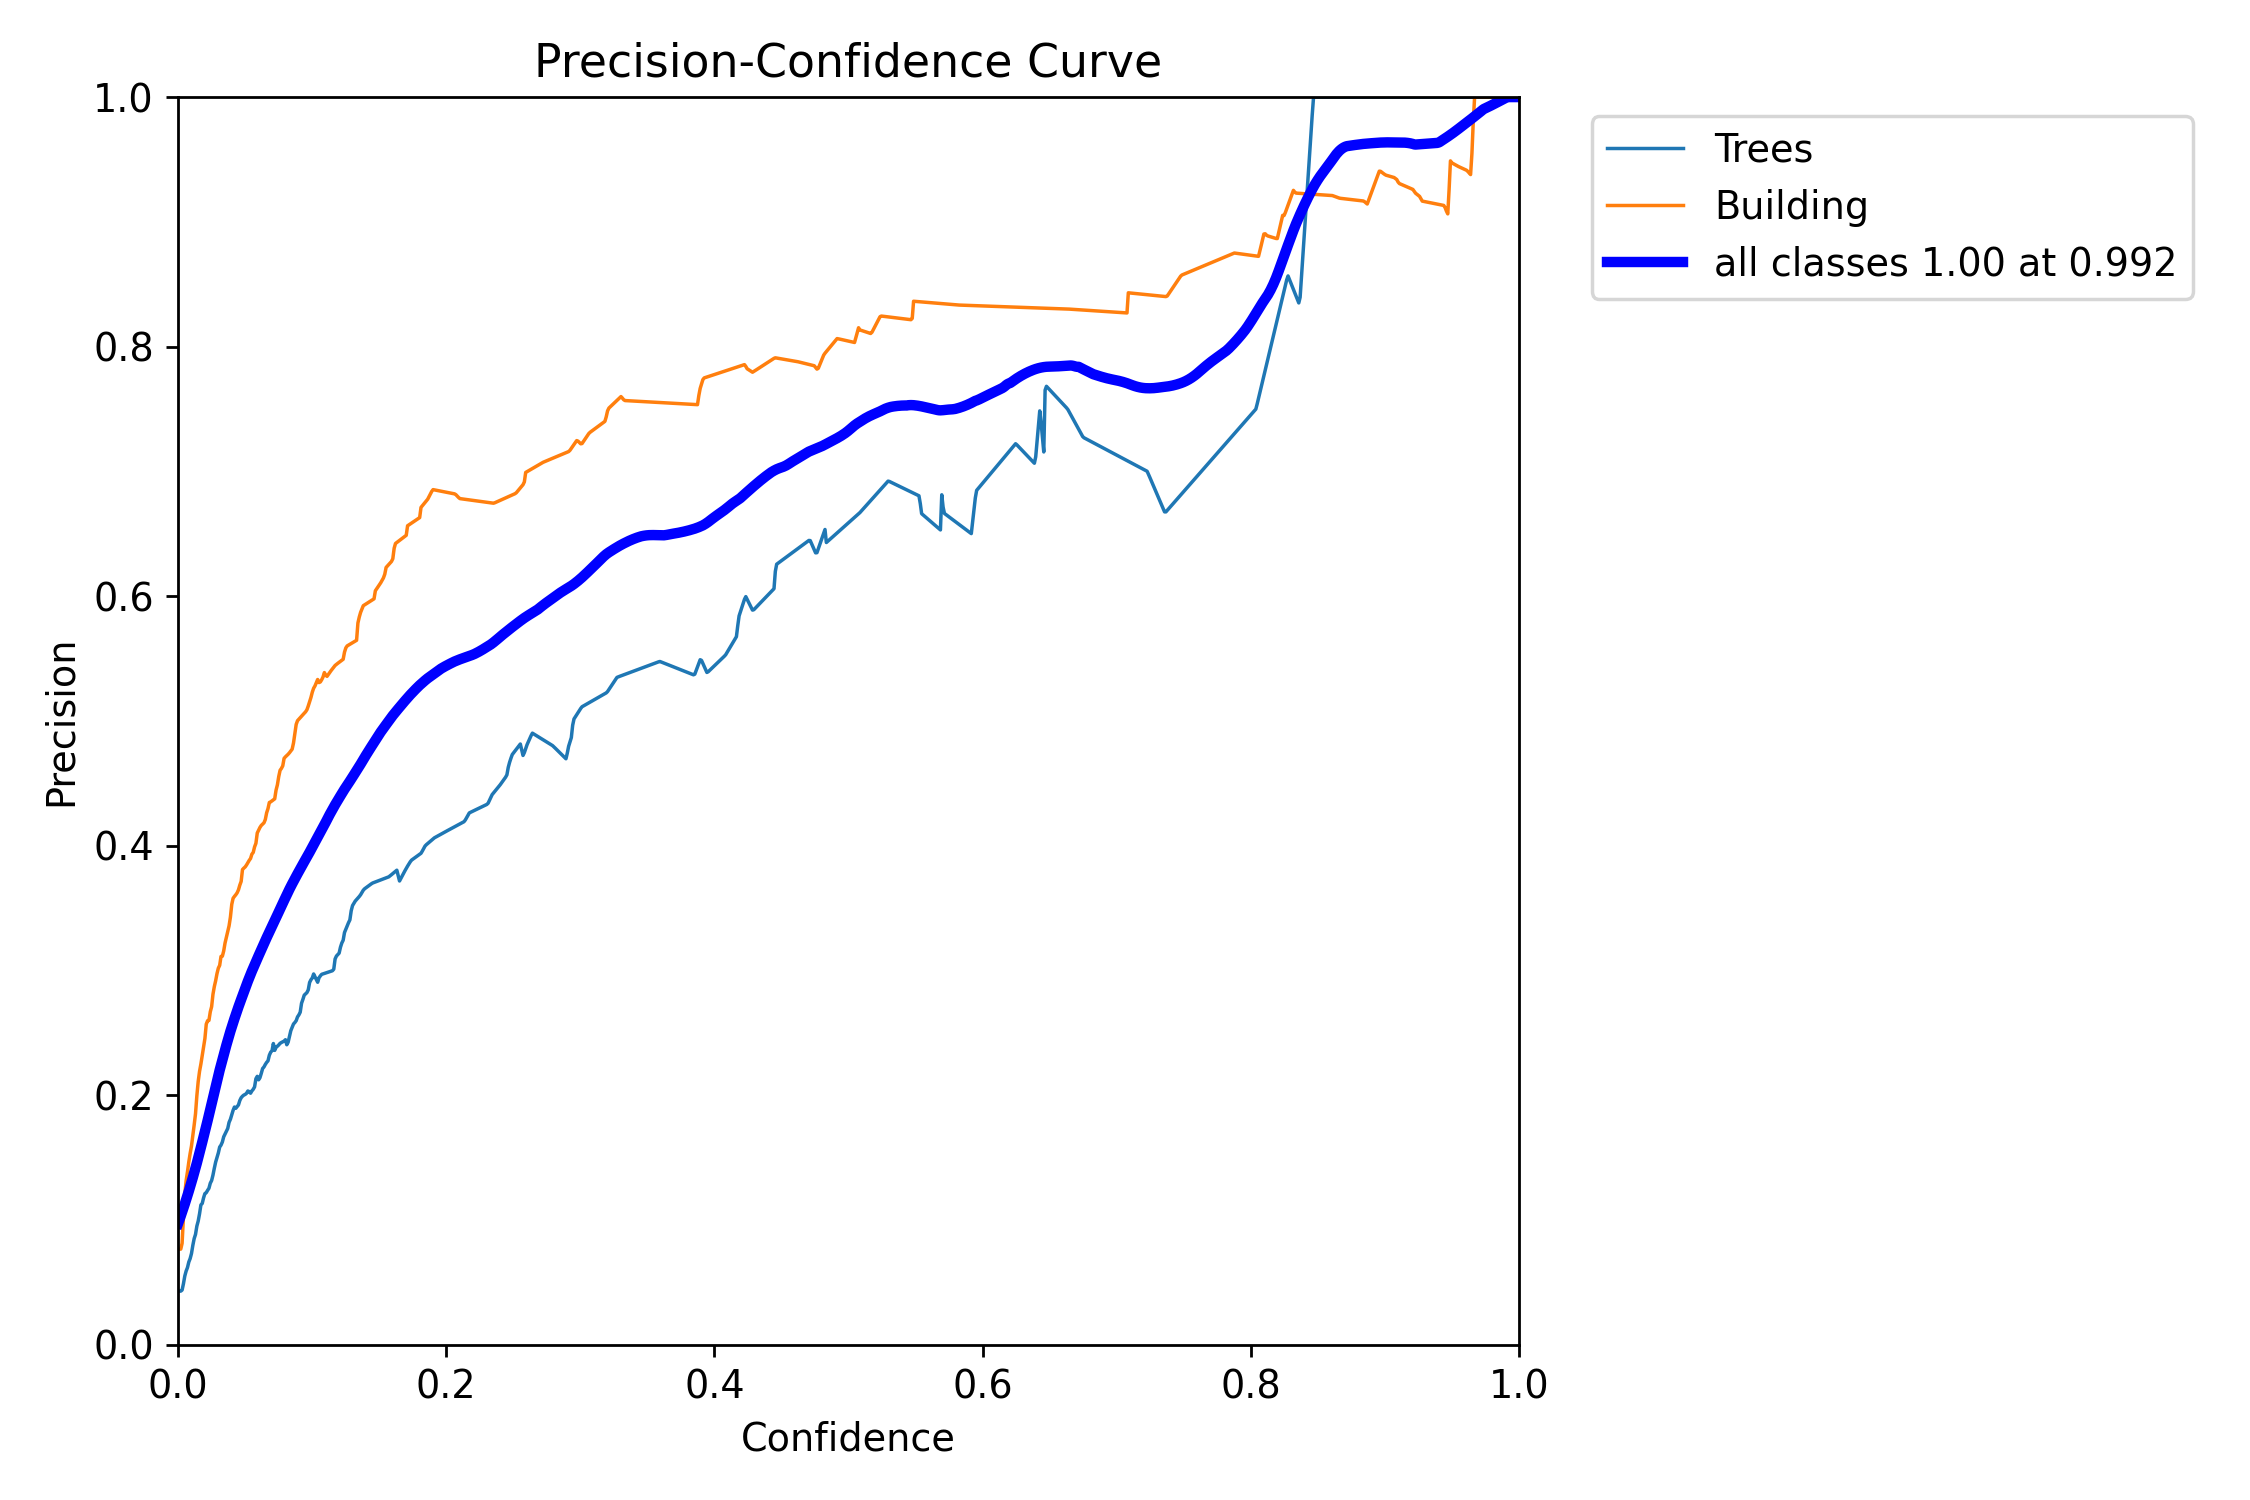 Precision-Confidence Curve
1.0
0.8
0.6
0.4
0.2
0.0
Precision
0.0 0.2 0.4 0.6 0.8 1.0
Confidence
Trees
Building
all classes 1.00 at 0.992